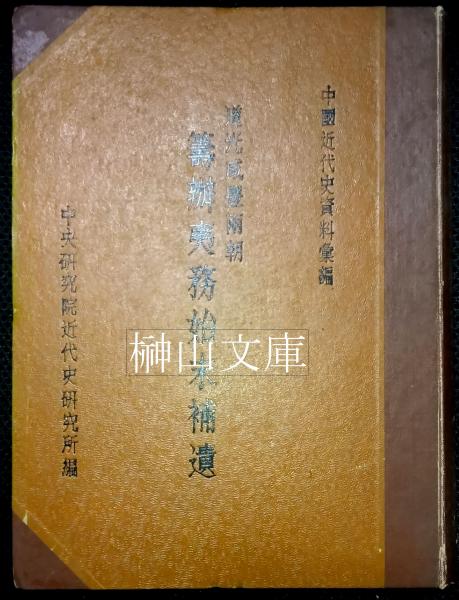 中國近代史資料彙編
道光咸豐兩朝
籌辦夷務始末補遺
中央研究院近代史研究所編
榊山文庫